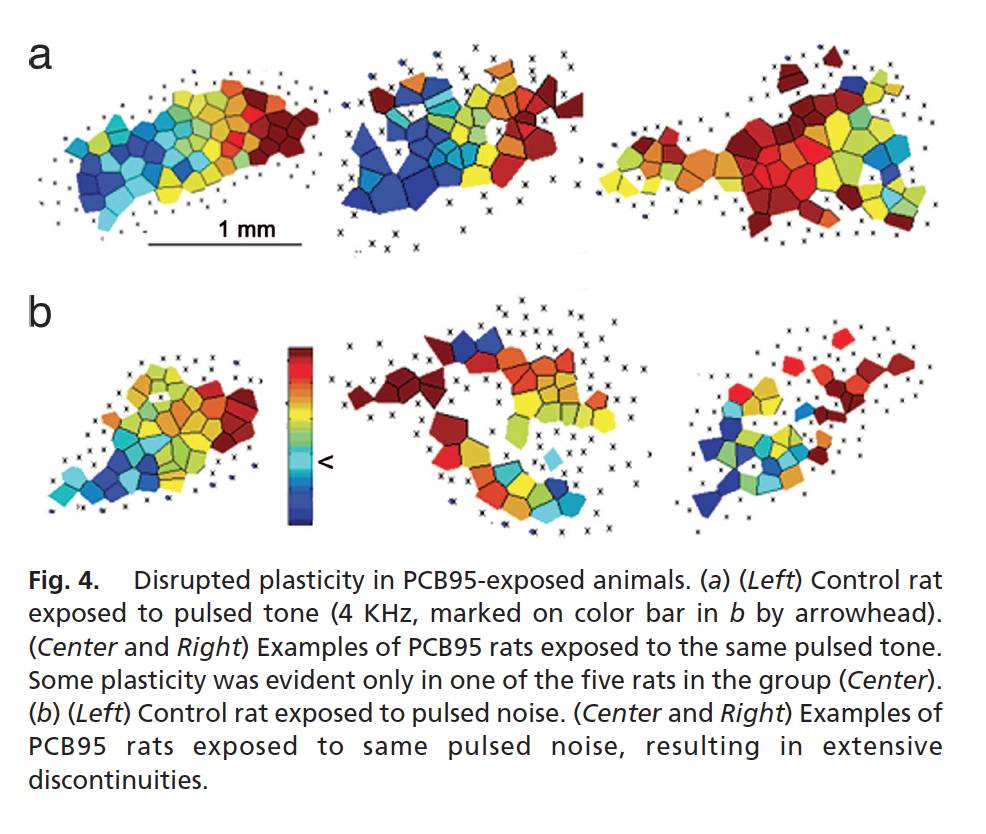 a
1 mm
b
<
Fig. 4. Disrupted plasticity in PCB95-exposed animals. (a) (Left) Control rat
exposed to pulsed tone (4 KHz, marked on color bar in b by arrowhead).
(Center and Right) Examples of PCB95 rats exposed to the same pulsed tone.
Some plasticity was evident only in one of the five rats in the group (Center).
(b) (Left) Control rat exposed to pulsed noise. (Center and Right) Examples of
PCB95 rats exposed to same pulsed noise, resulting in extensive
discontinuities.